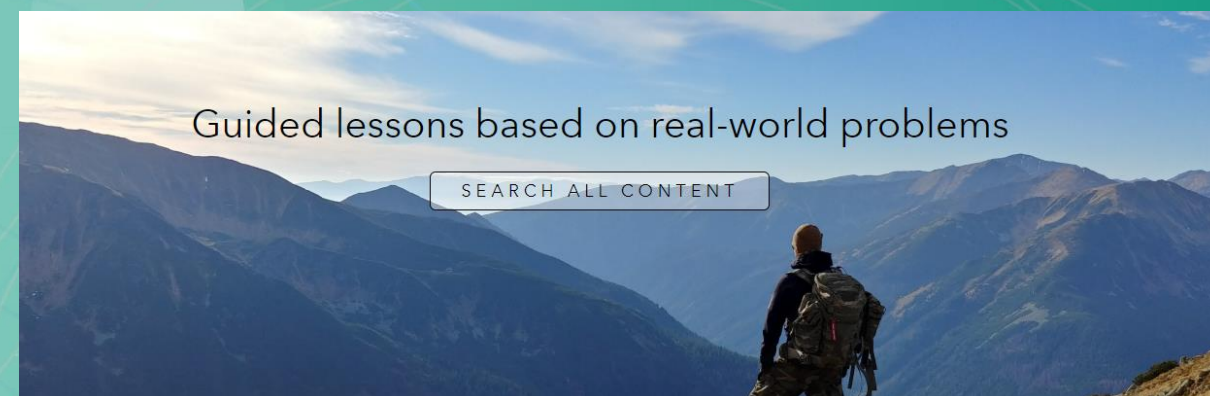 Guided lessons based on real-world problems
SEARCH ALL CONTENT